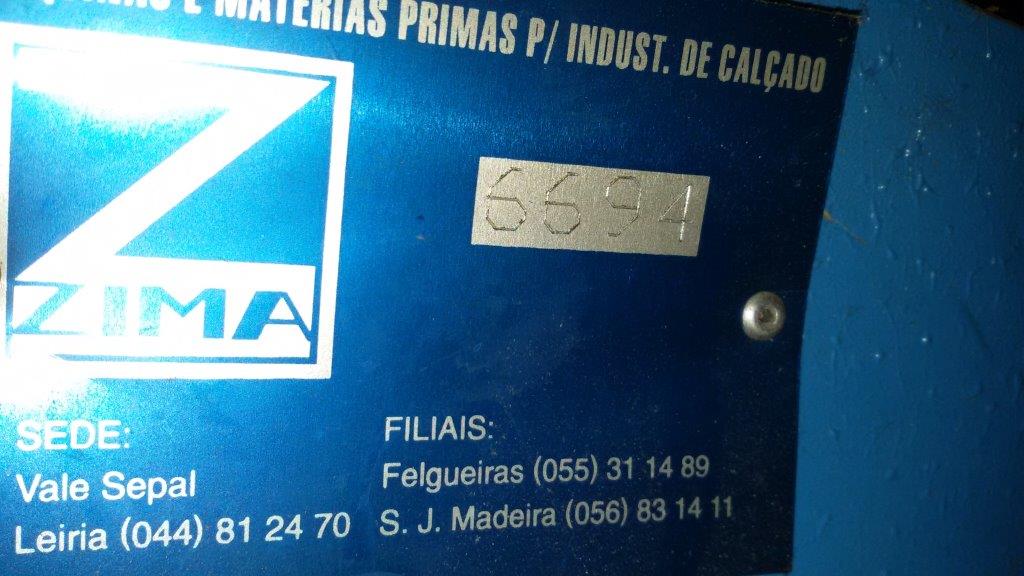 E MATÉRIAS PRIMAS P/ INDUST. DE CALÇADO
6694
Z
ZIMA
SEDE:
Vale Sepal
Leiria (044) 81 24 70
FILIAIS:
Felgueiras (055) 31 14 89
S. J. Madeira (056) 83 14 11